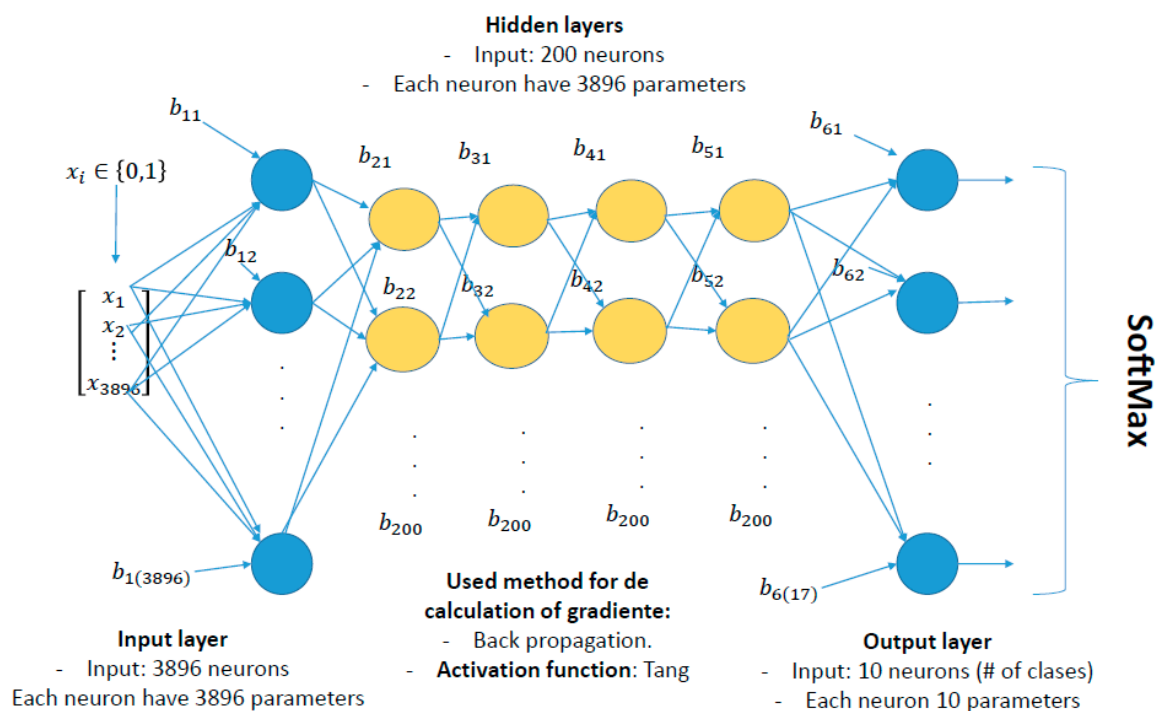 Hidden layers
- Input: 200 neurons
- Each neuron have 3896 parameters
b₁₁
b₆₁
b₂₁ b₃₁ b₄₁ b₅₁
xᵢ ∈ {0,1}
b₁₂
b₆₂
b₂₂ b₃₂ b₄₂ b₅₂
x₁
x₂
⋮
x₃₈₉₆
SoftMax
b₂₀₀ b₂₀₀ b₂₀₀ b₂₀₀
b₁₍₃₈₉₆₎
b₆₍₁₇₎
Used method for de
calculation of gradiente:
- Back propagation.
- Activation function: Tang
Input layer
- Input: 3896 neurons
Each neuron have 3896 parameters
Output layer
- Input: 10 neurons (# of clases)
- Each neuron 10 parameters